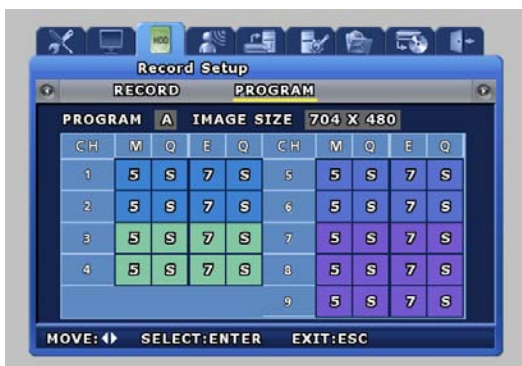 HDD
Record Setup
RECORD PROGRAM
PROGRAM A IMAGE SIZE 704 X 480
CH M Q E Q CH M Q E Q
1 5 S 7 S 5 5 S 7 S
2 5 S 7 S 6 5 S 7 S
3 5 S 7 S 7 5 S 7 S
4 5 S 7 S 8 5 S 7 S
9 5 S 7 S
MOVE: SELECT:ENTER EXIT:ESC